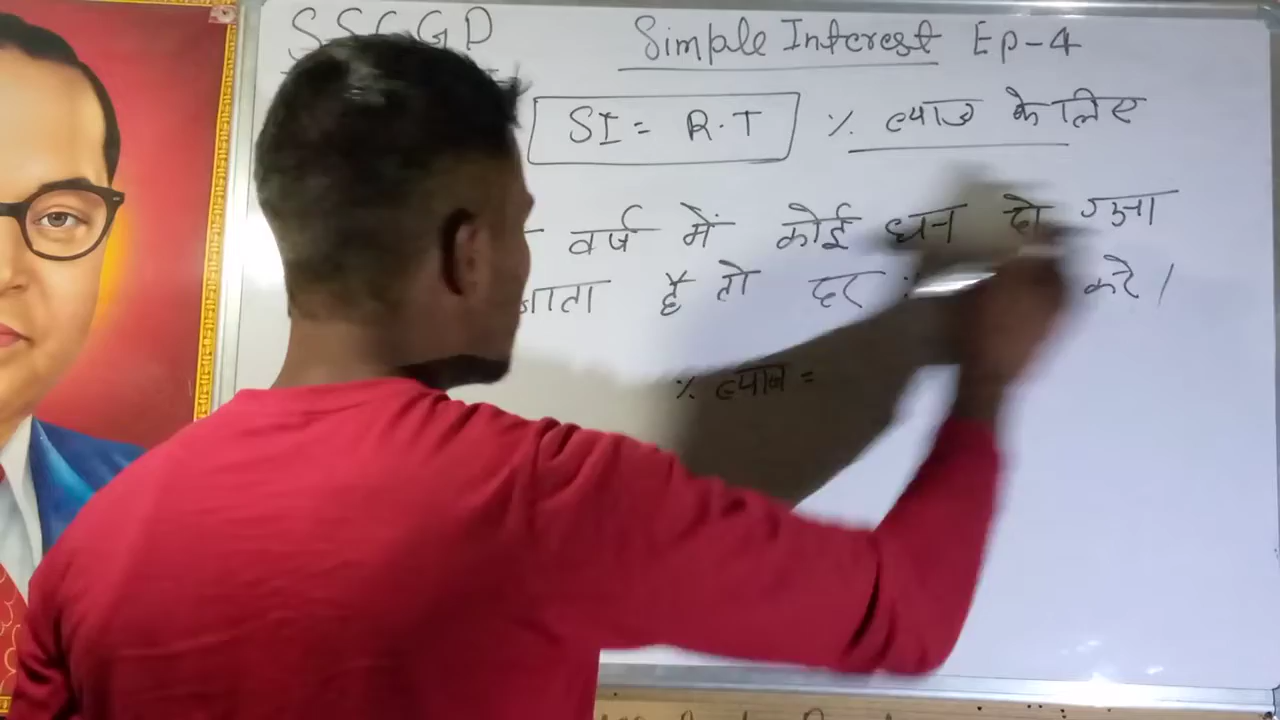 SSCGD Simple Interest Ep-4
SI = R.T % ब्याज के लिए
वर्ष में कोई धन दो गुना
जाता है तो दर करे।
% ब्याज =